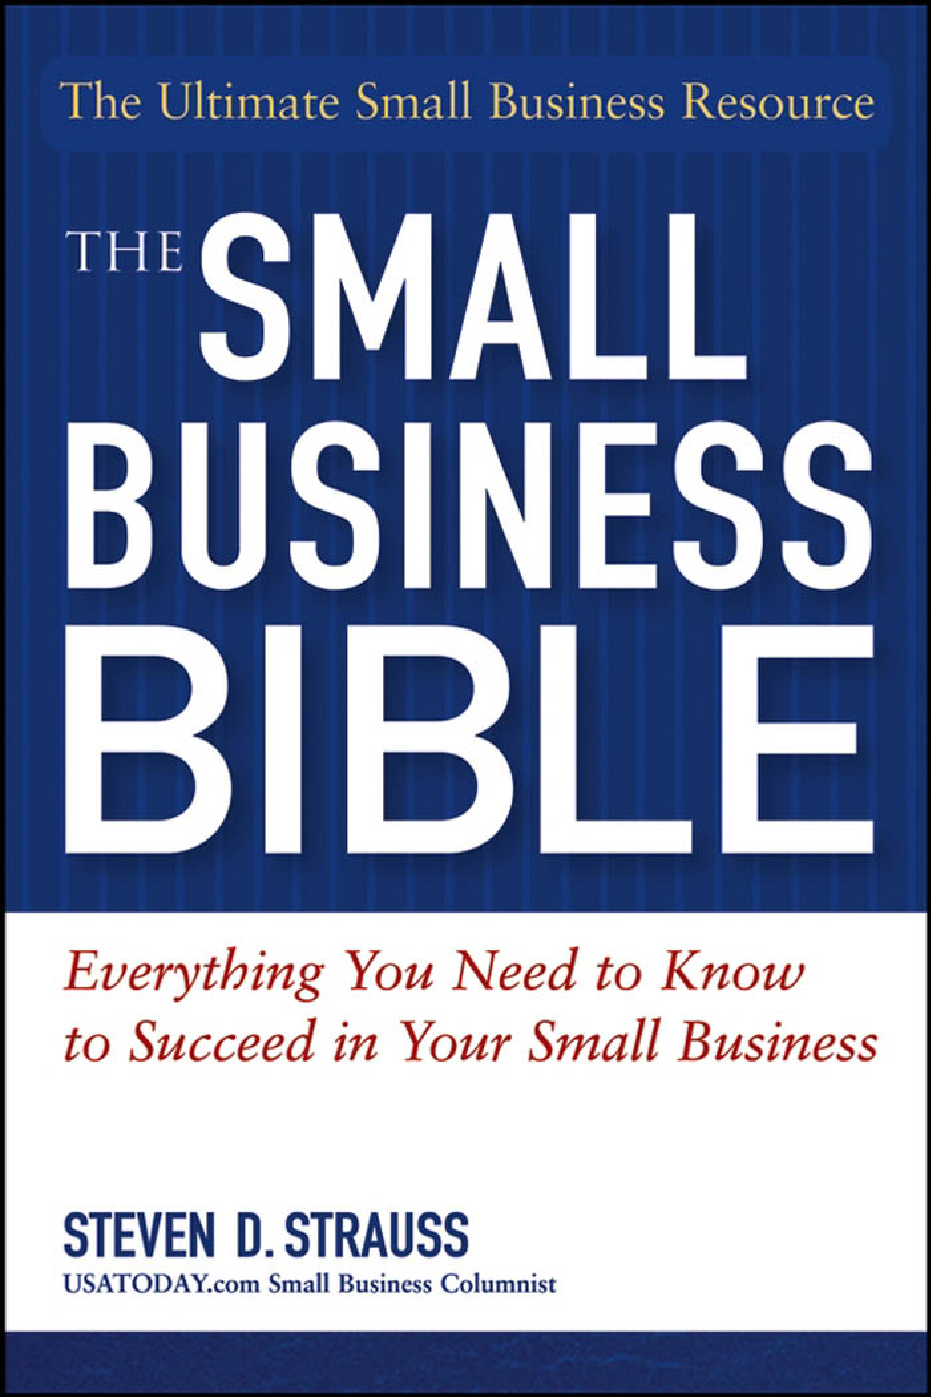 The Ultimate Small Business Resource
THE SMALL
BUSINESS
BIBLE
Everything You Need to Know
to Succeed in Your Small Business
STEVEN D. STRAUSS
USATODAY.com Small Business Columnist